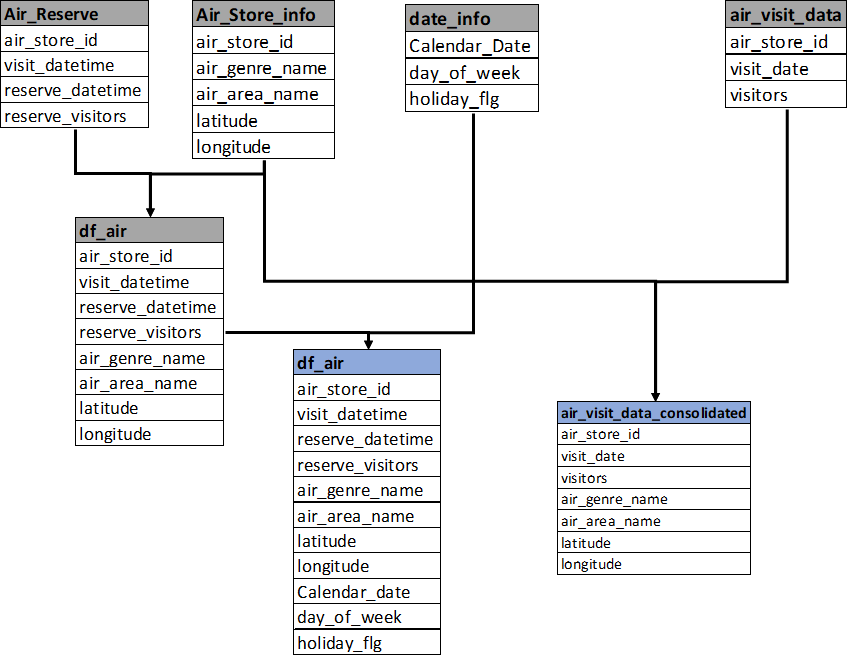 Air_Reserve
air_store_id
visit_datetime
reserve_datetime
reserve_visitors
Air_Store_info
air_store_id
air_genre_name
air_area_name
latitude
longitude
date_info
Calendar_Date
day_of_week
holiday_flg
air_visit_data
air_store_id
visit_date
visitors
df_air
air_store_id
visit_datetime
reserve_datetime
reserve_visitors
air_genre_name
air_area_name
latitude
longitude
df_air
air_store_id
visit_datetime
reserve_datetime
reserve_visitors
air_genre_name
air_area_name
latitude
longitude
Calendar_date
day_of_week
holiday_flg
air_visit_data_consolidated
air_store_id
visit_date
visitors
air_genre_name
air_area_name
latitude
longitude